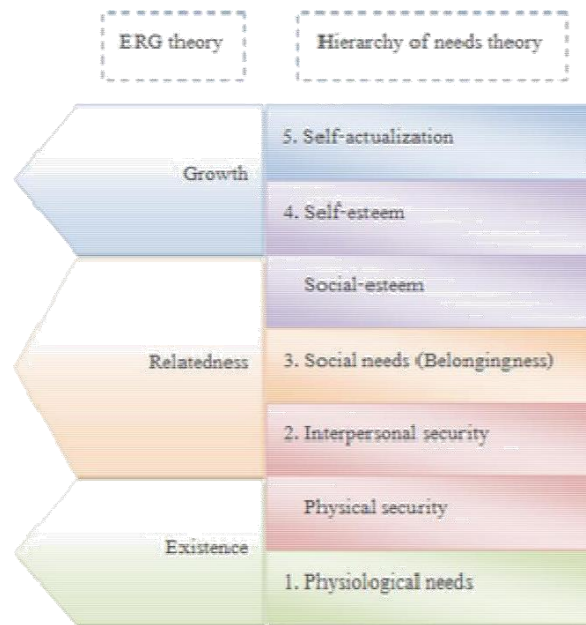 ERG theory
Hierarchy of needs theory
5. Self-actualization
Growth
4. Self-esteem
Social-esteem
Relatedness
3. Social needs (Belongingness)
2. Interpersonal security
Physical security
Existence
1. Physiological needs